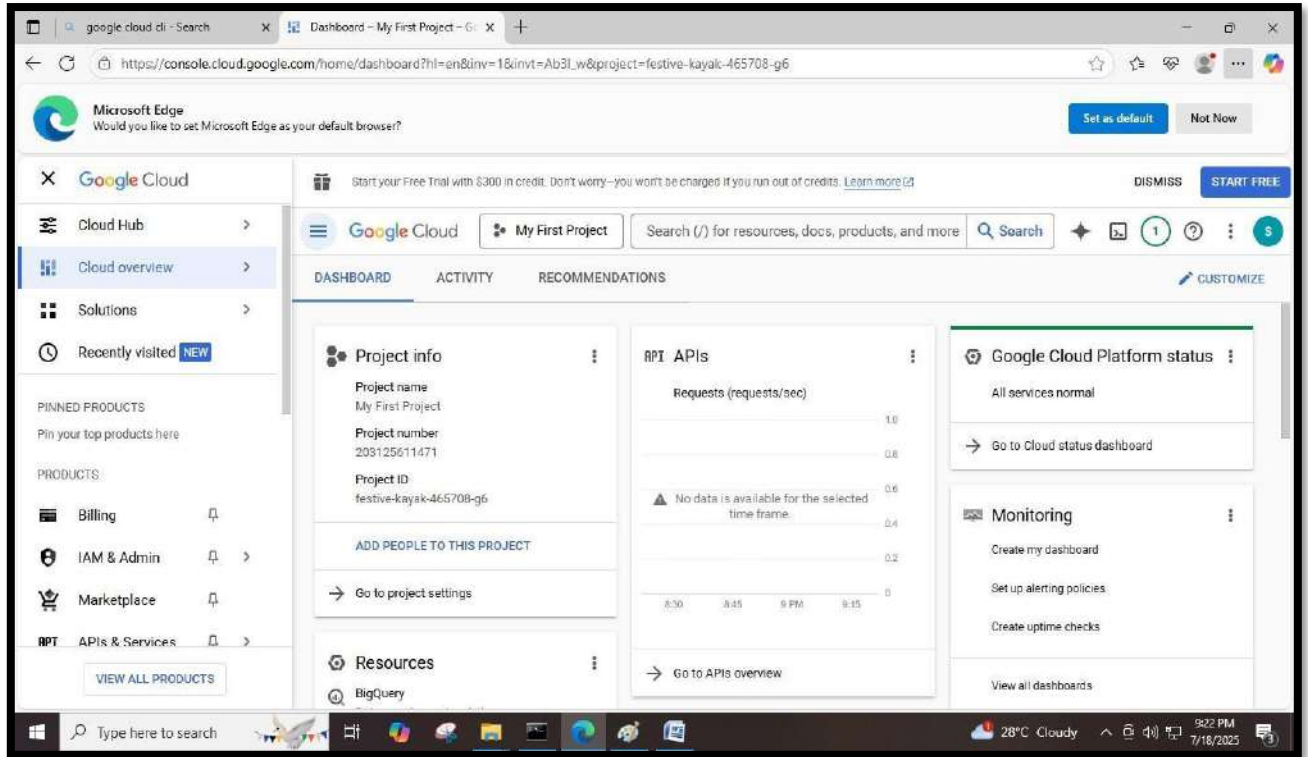 google cloud cli - Search
Dashboard – My First Project – G
https://console.cloud.google.com/home/dashboard?hl=en&inv=1&invt=Ab3l_w&project=festive-kayak-465708-g6
Microsoft Edge
Would you like to set Microsoft Edge as your default browser?
Set as default
Not Now
Google Cloud
Start your Free Trial with $300 in credit. Don't worry—you won't be charged if you run out of credits. Learn more
DISMISS
START FREE
Cloud Hub
Cloud overview
Solutions
Recently visited NEW
PINNED PRODUCTS
Pin your top products here
PRODUCTS
Billing
IAM & Admin
Marketplace
API APIs & Services
VIEW ALL PRODUCTS
Google Cloud
My First Project
Search (/) for resources, docs, products, and more
Search
1
S
DASHBOARD
ACTIVITY
RECOMMENDATIONS
CUSTOMIZE
Project info
Project name
My First Project
Project number
203125611471
Project ID
festive-kayak-465708-g6
ADD PEOPLE TO THIS PROJECT
Go to project settings
Resources
BigQuery
API APIs
Requests (requests/sec)
1.0
0.8
0.6
No data is available for the selected
time frame.
0.4
0.2
0
8:30 8:45 9 PM 9:15
Go to APIs overview
Google Cloud Platform status
All services normal
Go to Cloud status dashboard
Monitoring
Create my dashboard
Set up alerting policies
Create uptime checks
View all dashboards
Type here to search
28°C Cloudy
9:22 PM
7/18/2025
3